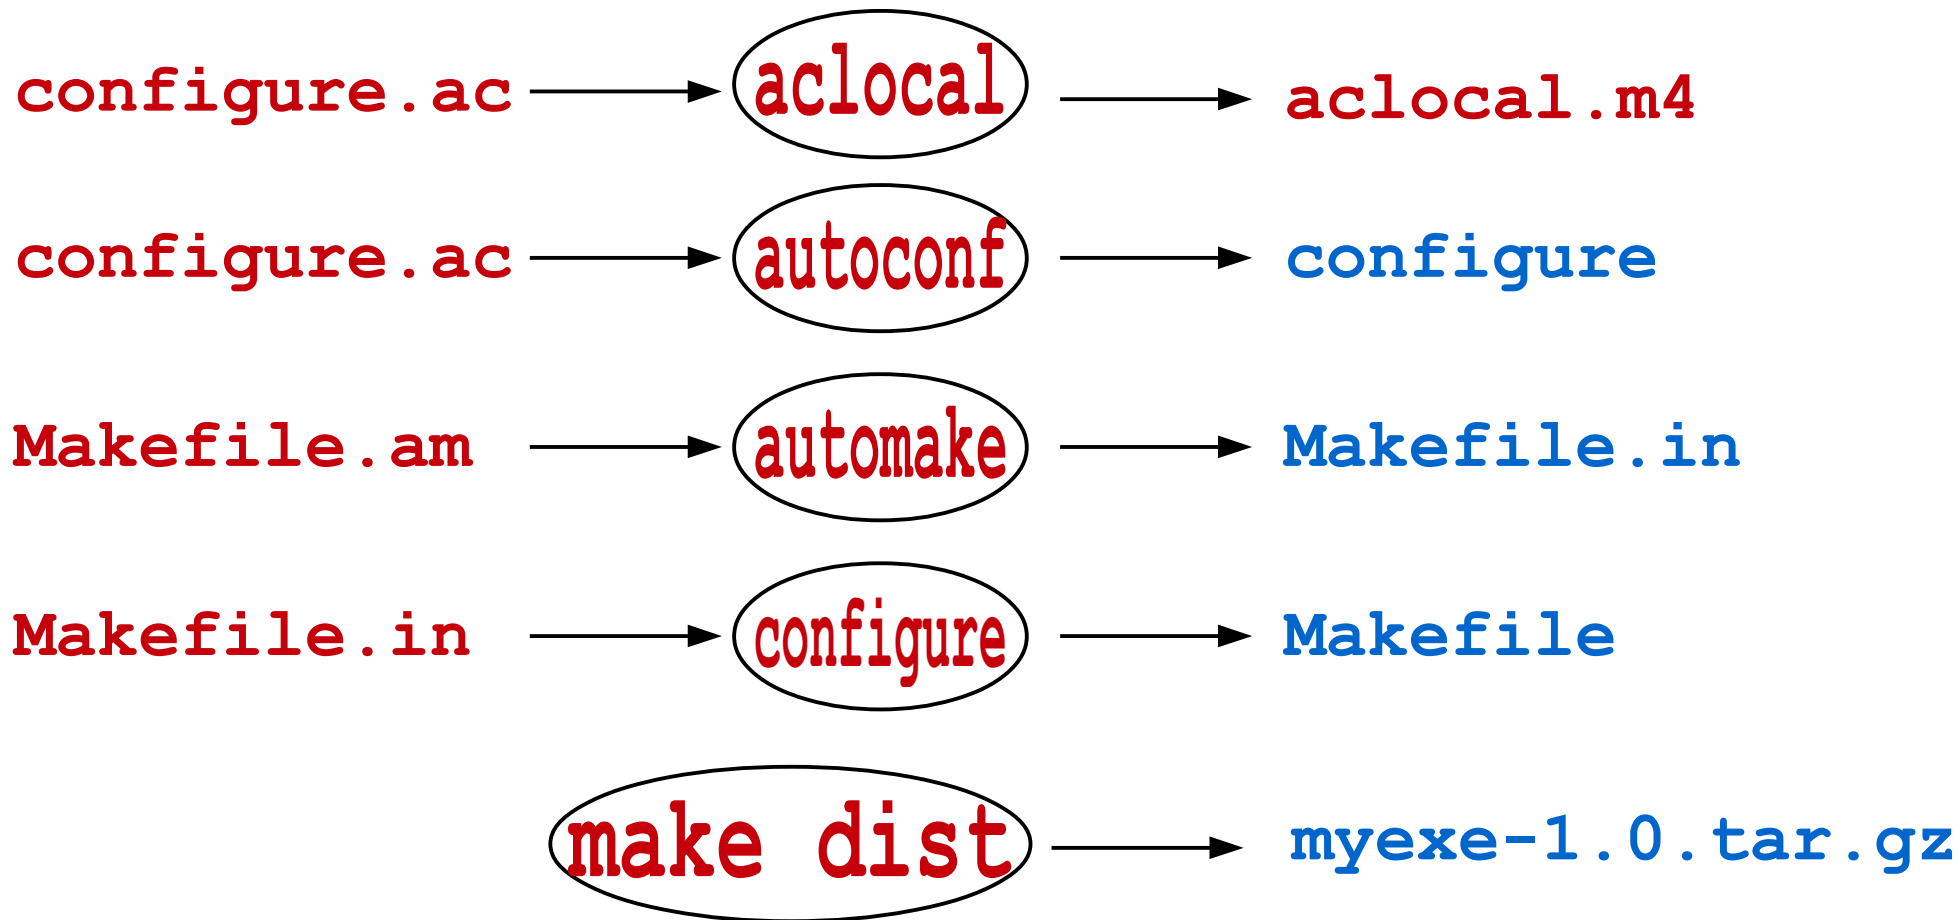 configure.ac aclocal aclocal.m4
configure.ac autoconf configure
Makefile.am automake Makefile.in
Makefile.in configure Makefile
make dist myexe-1.0.tar.gz